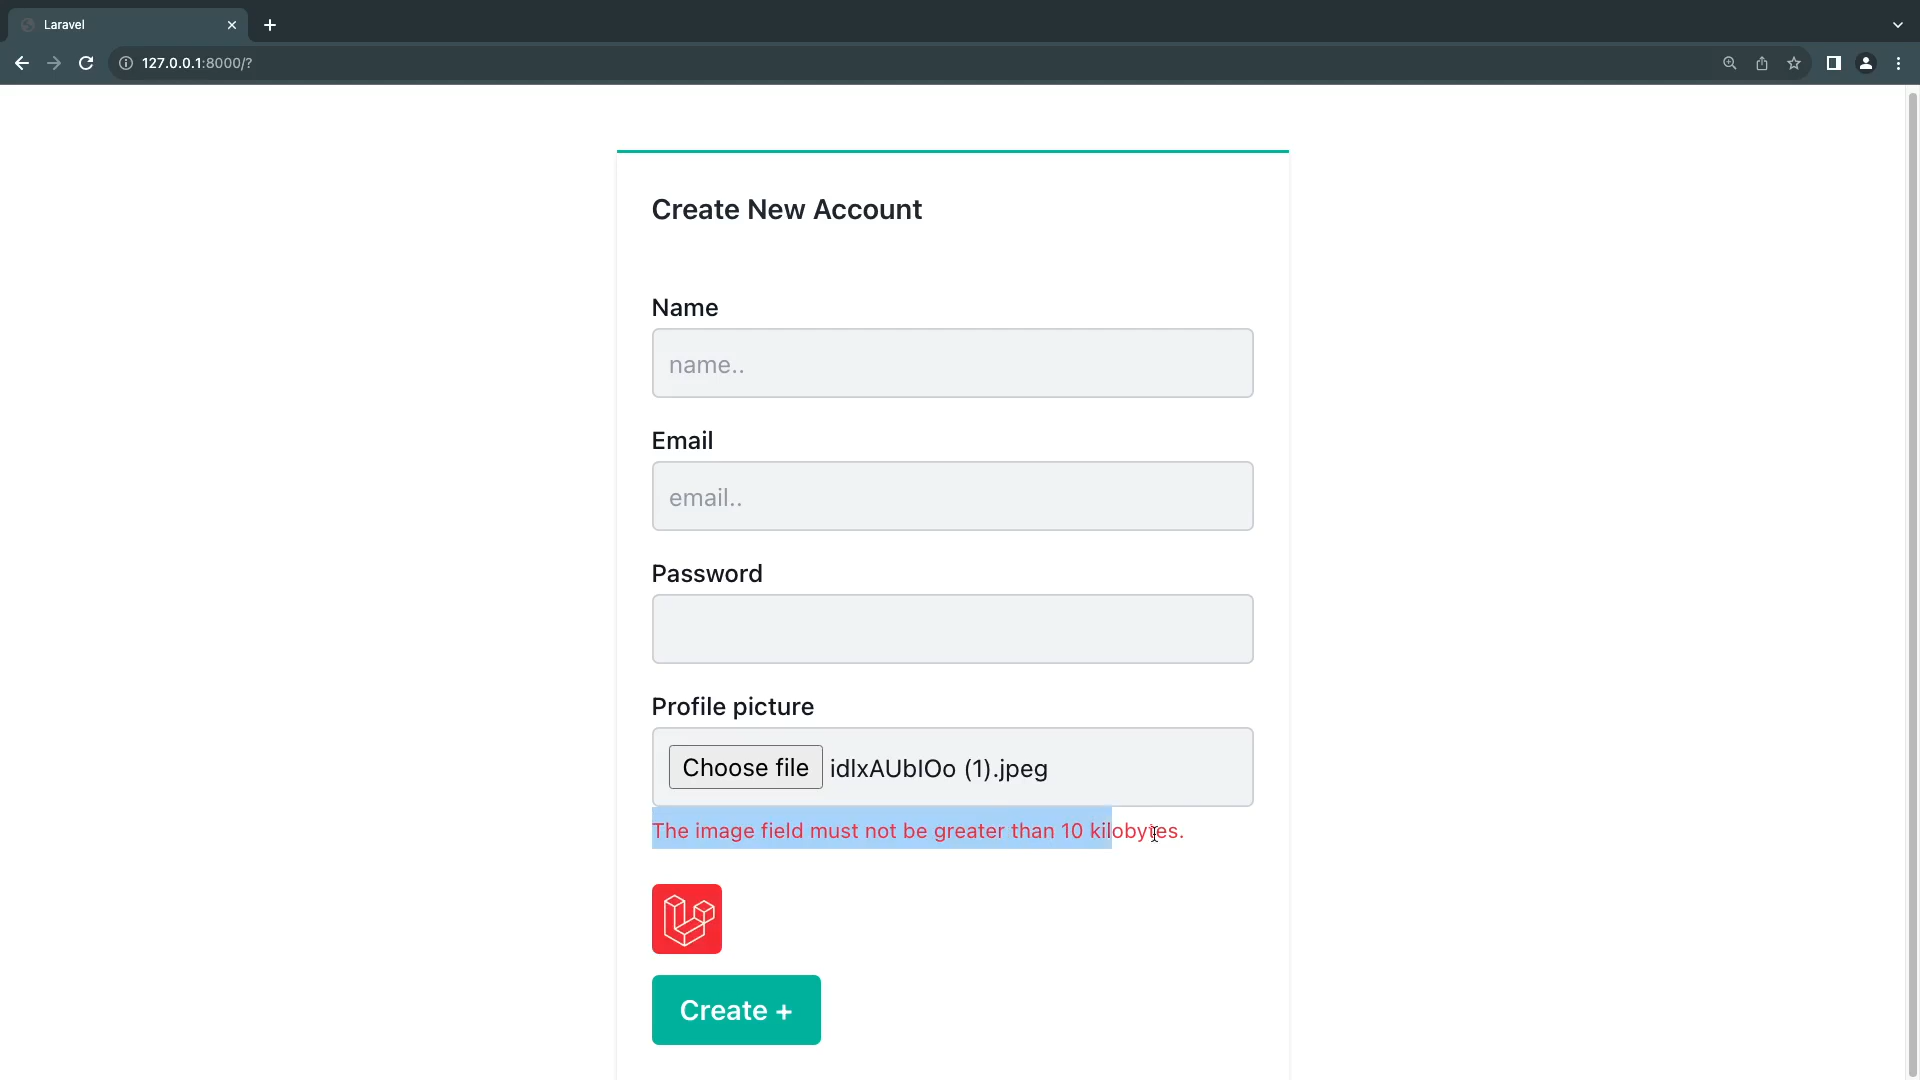 Laravel
127.0.0.1:8000/?
Create New Account
Name
name..
Email
email..
Password
Profile picture
Choose file idlxAUbIOo (1).jpeg
The image field must not be greater than 10 kilobytes.
Create +